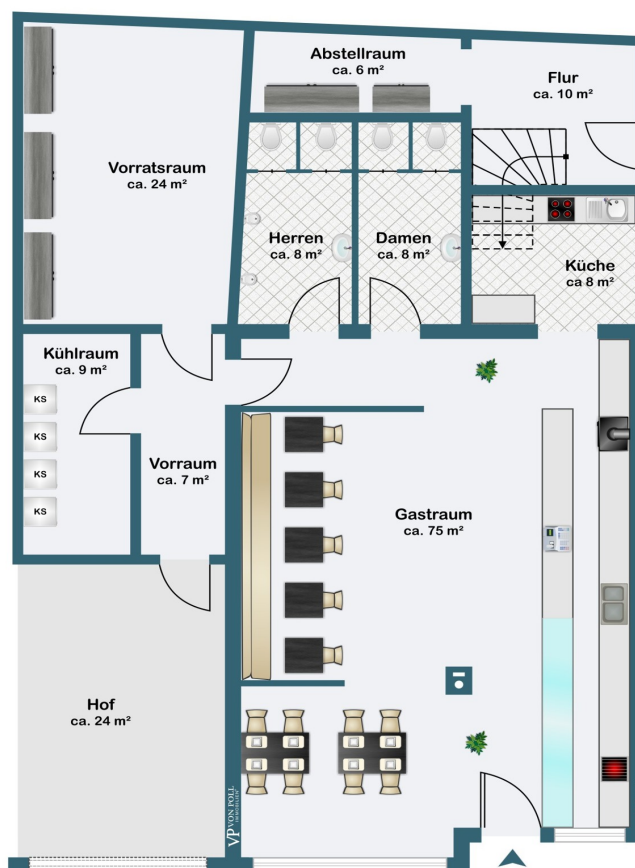 Abstellraum
ca. 6 m²
Flur
ca. 10 m²
Vorratsraum
ca. 24 m²
Herren
ca. 8 m²
Damen
ca. 8 m²
Küche
ca 8 m²
Kühlraum
ca. 9 m²
KS
KS
KS
KS
Vorraum
ca. 7 m²
Gastraum
ca. 75 m²
Hof
ca. 24 m²
VP VON POLL
IMMOBILIEN